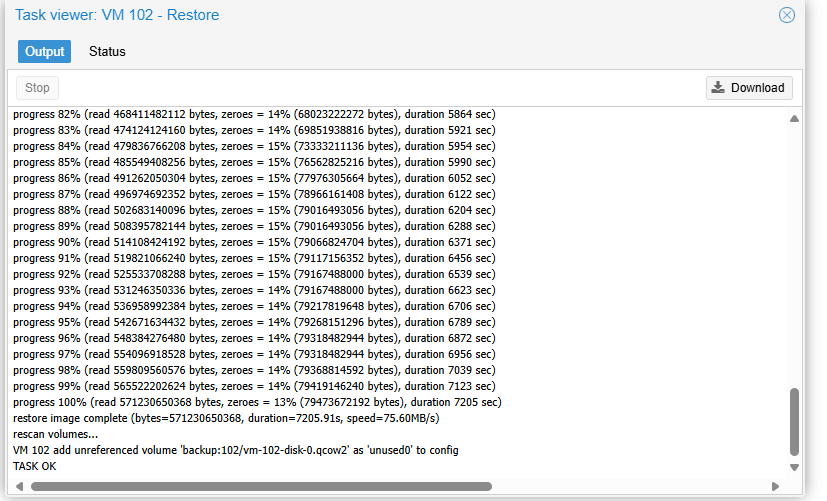 Task viewer: VM 102 - Restore
Output Status
Stop Download
progress 82% (read 468411482112 bytes, zeroes = 14% (68023222272 bytes), duration 5864 sec)
progress 83% (read 474124124160 bytes, zeroes = 14% (69851938816 bytes), duration 5921 sec)
progress 84% (read 479836766208 bytes, zeroes = 15% (73333211136 bytes), duration 5954 sec)
progress 85% (read 485549408256 bytes, zeroes = 15% (76562825216 bytes), duration 5990 sec)
progress 86% (read 491262050304 bytes, zeroes = 15% (77976305664 bytes), duration 6052 sec)
progress 87% (read 496974692352 bytes, zeroes = 15% (78966161408 bytes), duration 6122 sec)
progress 88% (read 502683140096 bytes, zeroes = 15% (79016493056 bytes), duration 6204 sec)
progress 89% (read 508395782144 bytes, zeroes = 15% (79016493056 bytes), duration 6288 sec)
progress 90% (read 514108424192 bytes, zeroes = 15% (79066824704 bytes), duration 6371 sec)
progress 91% (read 519821066240 bytes, zeroes = 15% (79117156352 bytes), duration 6456 sec)
progress 92% (read 525533708288 bytes, zeroes = 15% (79167488000 bytes), duration 6539 sec)
progress 93% (read 531246350336 bytes, zeroes = 14% (79167488000 bytes), duration 6623 sec)
progress 94% (read 536958992384 bytes, zeroes = 14% (79217819648 bytes), duration 6706 sec)
progress 95% (read 542671634432 bytes, zeroes = 14% (79268151296 bytes), duration 6789 sec)
progress 96% (read 548384276480 bytes, zeroes = 14% (79318482944 bytes), duration 6872 sec)
progress 97% (read 554096918528 bytes, zeroes = 14% (79318482944 bytes), duration 6956 sec)
progress 98% (read 559809560576 bytes, zeroes = 14% (79368814592 bytes), duration 7039 sec)
progress 99% (read 565522202624 bytes, zeroes = 14% (79419146240 bytes), duration 7123 sec)
progress 100% (read 571230650368 bytes, zeroes = 13% (79473672192 bytes), duration 7205 sec)
restore image complete (bytes=571230650368, duration=7205.91s, speed=75.60MB/s)
rescan volumes...
VM 102 add unreferenced volume 'backup:102/vm-102-disk-0.qcow2' as 'unused0' to config
TASK OK